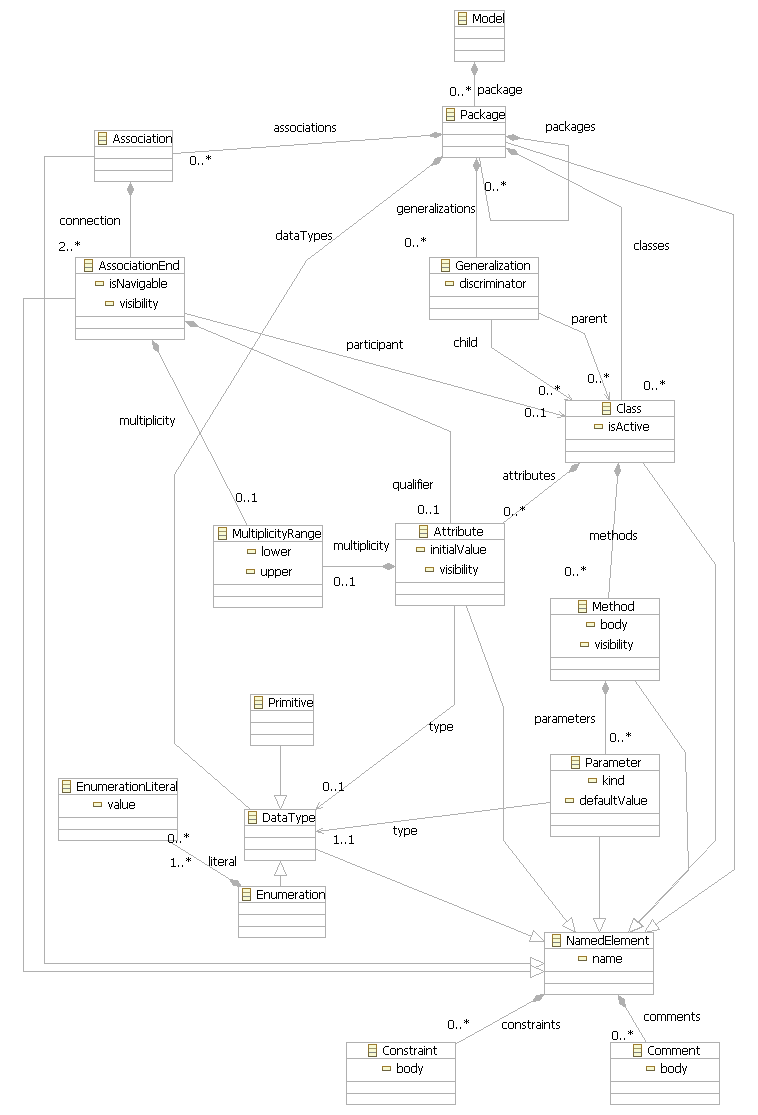 Model
0..*
package
Package
associations
packages
Association
0..*
0..*
connection
generalizations
dataTypes
classes
2..*
0..*
AssociationEnd
isNavigable
visibility
Generalization
discriminator
parent
participant
child
0..*
0..*
0..*
0..1
Class
isActive
multiplicity
attributes
qualifier
0..1
0..1
0..*
MultiplicityRange
lower
upper
multiplicity
0..1
Attribute
initialValue
visibility
methods
0..*
Method
body
visibility
Primitive
type
parameters
0..*
Parameter
kind
defaultValue
EnumerationLiteral
value
0..1
DataType
type
1..1
0..*
1..*
literal
Enumeration
NamedElement
name
0..*
constraints
comments
0..*
Constraint
body
Comment
body